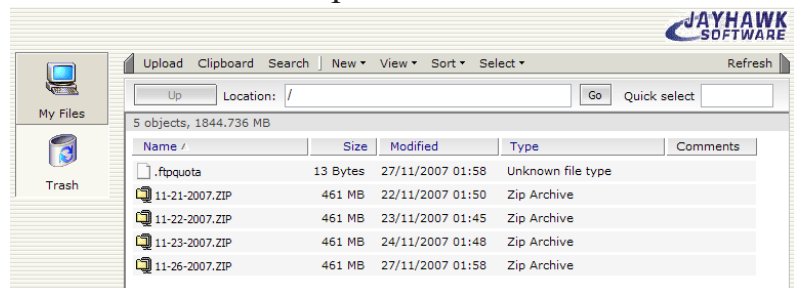 JAYHAWK
SOFTWARE
Upload Clipboard Search New View Sort Select Refresh
Up Location: / Go Quick select
My Files
5 objects, 1844.736 MB
Name Size Modified Type Comments
.ftpquota 13 Bytes 27/11/2007 01:58 Unknown file type
Trash
11-21-2007.ZIP 461 MB 22/11/2007 01:50 Zip Archive
11-22-2007.ZIP 461 MB 23/11/2007 01:45 Zip Archive
11-23-2007.ZIP 461 MB 24/11/2007 01:48 Zip Archive
11-26-2007.ZIP 461 MB 27/11/2007 01:58 Zip Archive